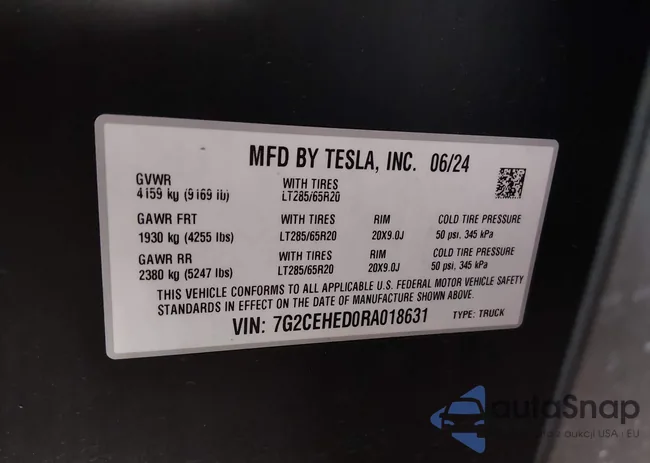 MFD BY TESLA, INC. 06/24
GVWR WITH TIRES
4159 kg (9169 lb) LT285/65R20
GAWR FRT WITH TIRES RIM COLD TIRE PRESSURE
1930 kg (4255 lbs) LT285/65R20 20X9.0J 50 psi, 345 kPa
GAWR RR WITH TIRES RIM COLD TIRE PRESSURE
2380 kg (5247 lbs) LT285/65R20 20X9.0J 50 psi, 345 kPa
THIS VEHICLE CONFORMS TO ALL APPLICABLE U.S. FEDERAL MOTOR VEHICLE SAFETY
STANDARDS IN EFFECT ON THE DATE OF MANUFACTURE SHOWN ABOVE.
VIN: 7G2CEHED0RA018631 TYPE: TRUCK
autoSnap
z aukcji USA i EU